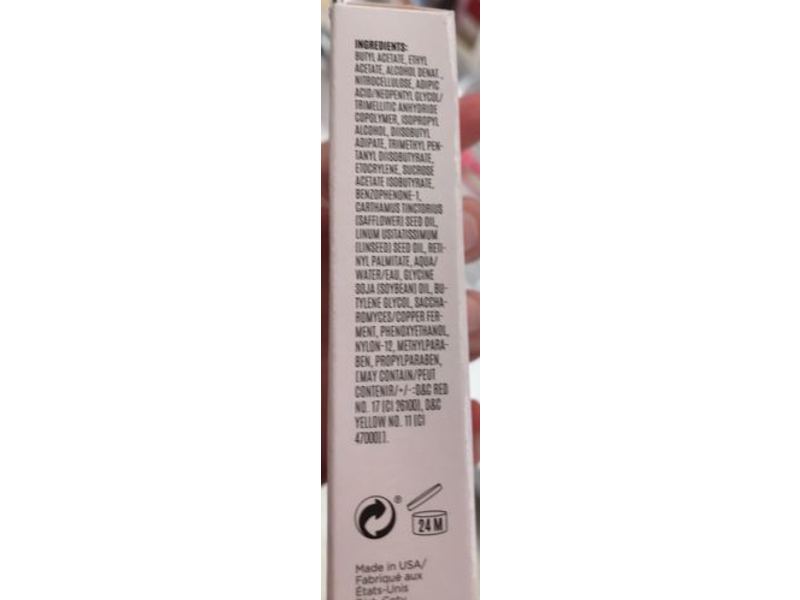 INGREDIENTS:
BUTYL ACETATE, ETHYL
ACETATE, ALCOHOL DENAT.,
NITROCELLULOSE, ADIPIC
ACID/NEOPENTYL GLYCOL/
TRIMELLITIC ANHYDRIDE
COPOLYMER, ISOPROPYL
ALCOHOL, DIISOBUTYL
ADIPATE, TRIMETHYL PEN-
TANYL DIISOBUTYRATE,
ETOCRYLENE, SUCROSE
ACETATE ISOBUTYRATE,
BENZOPHENONE-1,
CARTHAMUS TINCTORIUS
(SAFFLOWER) SEED OIL,
LINUM USITATISSIMUM
(LINSEED) SEED OIL, RETI-
NYL PALMITATE, AQUA/
WATER/EAU, GLYCINE
SOJA (SOYBEAN) OIL, BU-
TYLENE GLYCOL, SACCHA-
ROMYCES/COPPER FER-
MENT, PHENOXYETHANOL,
NYLON-12, METHYLPARA-
BEN, PROPYLPARABEN,
[MAY CONTAIN/PEUT
CONTENIR/+/-:D&C RED
NO. 17 (CI 26100), D&C
YELLOW NO. 11 (CI
47000)].
®
24 M
Made in USA/
Fabriqué aux
États-Unis
Dist. Coty